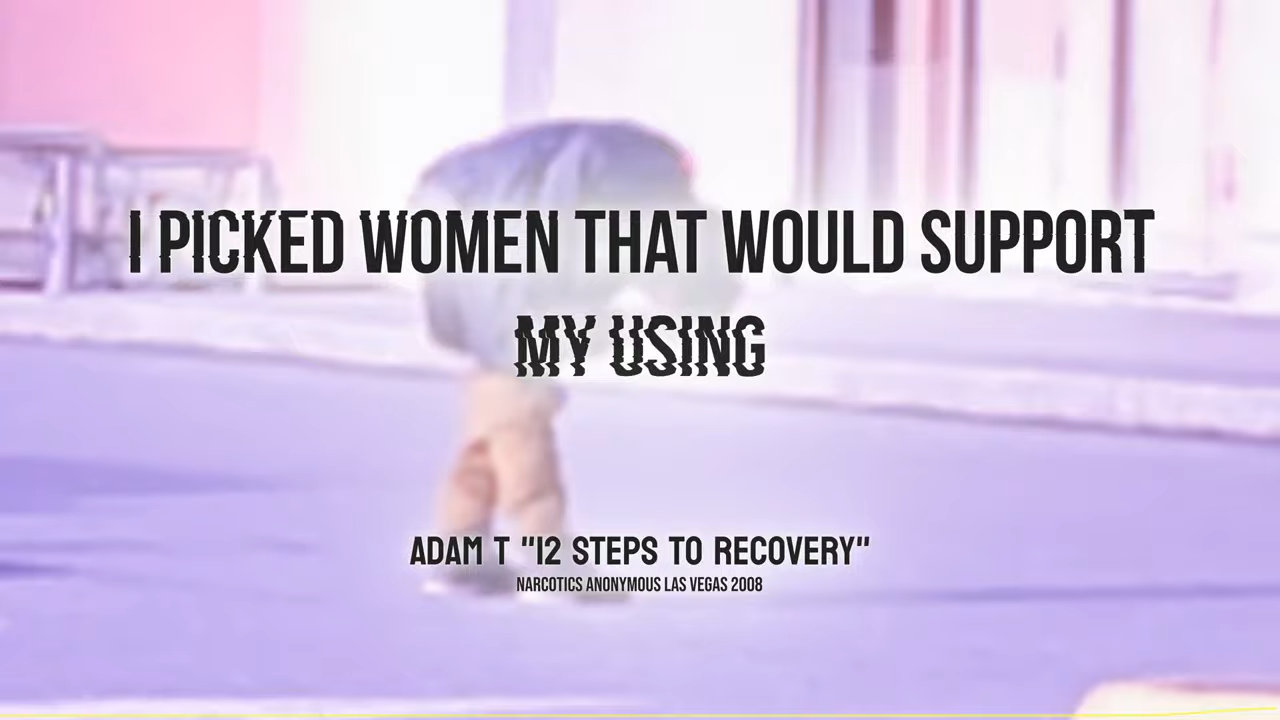 I PICKED WOMEN THAT WOULD SUPPORT
MY USING
ADAM T "12 STEPS TO RECOVERY"
NARCOTICS ANONYMOUS LAS VEGAS 2008